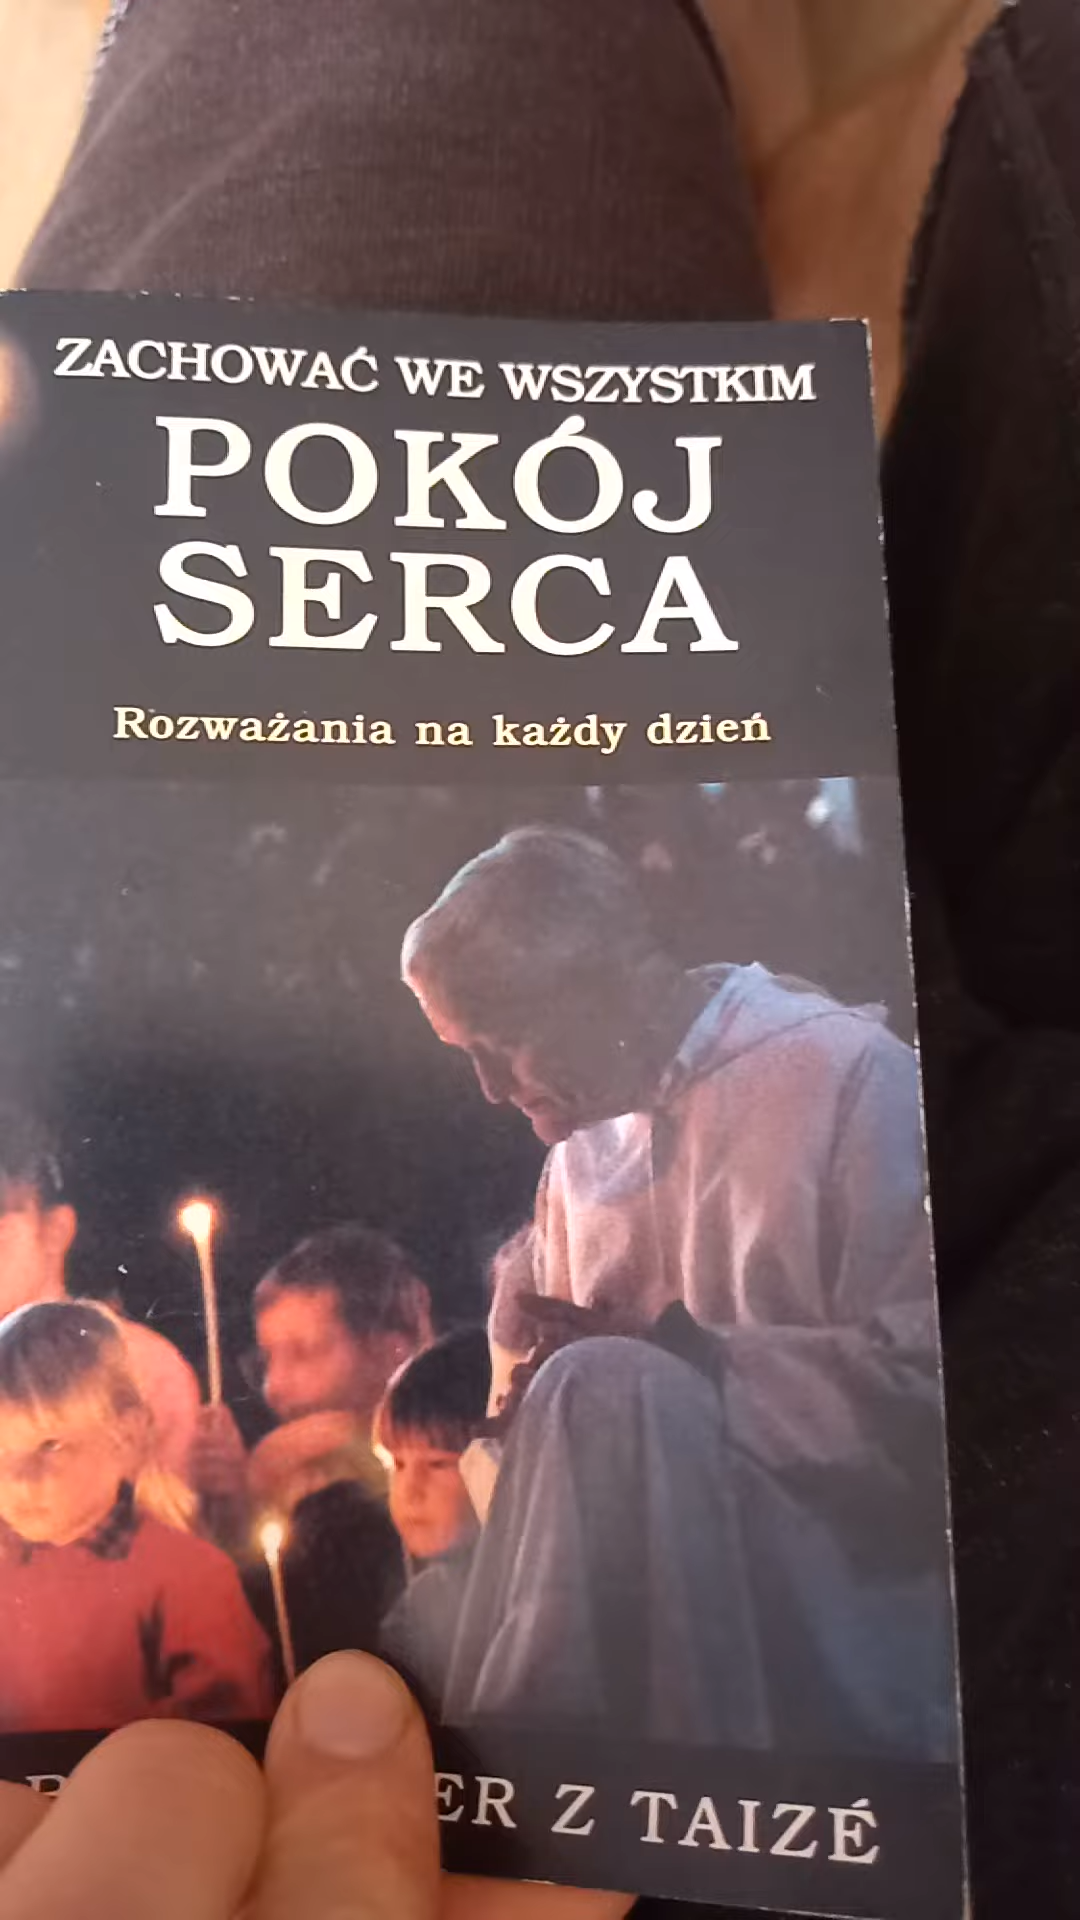 ZACHOWAĆ WE WSZYSTKIM
POKÓJ
SERCA
Rozważania na każdy dzień
Z TAIZÉ